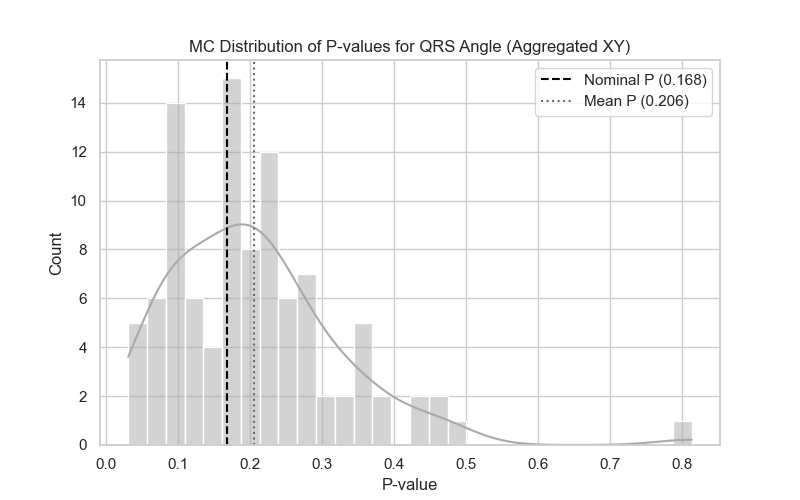 MC Distribution of P-values for QRS Angle (Aggregated XY)
Nominal P (0.168)
Mean P (0.206)
Count
14
12
10
8
6
4
2
0
0.0 0.1 0.2 0.3 0.4 0.5 0.6 0.7 0.8
P-value